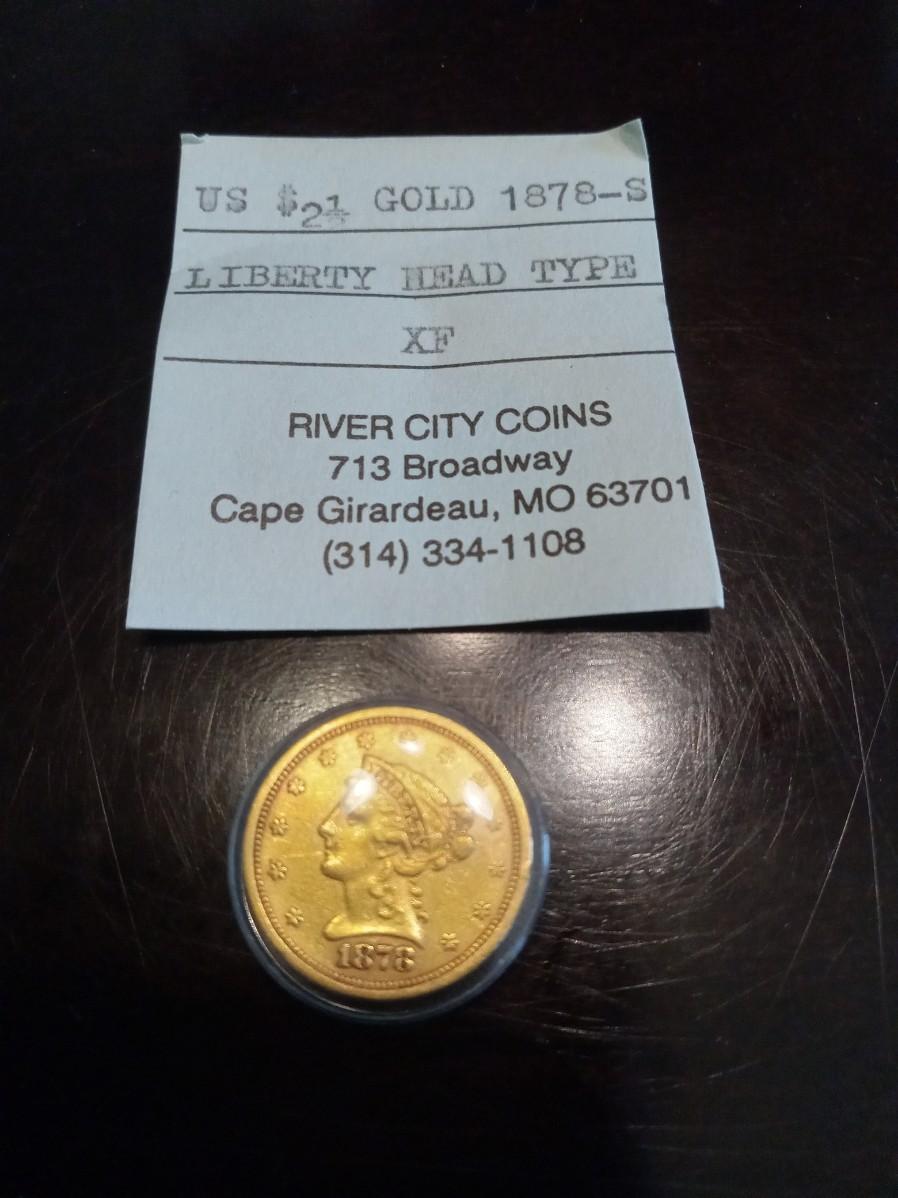 US $2½ GOLD 1878-S
LIBERTY HEAD TYPE
XF
RIVER CITY COINS
713 Broadway
Cape Girardeau, MO 63701
(314) 334-1108
LIBERTY
1878